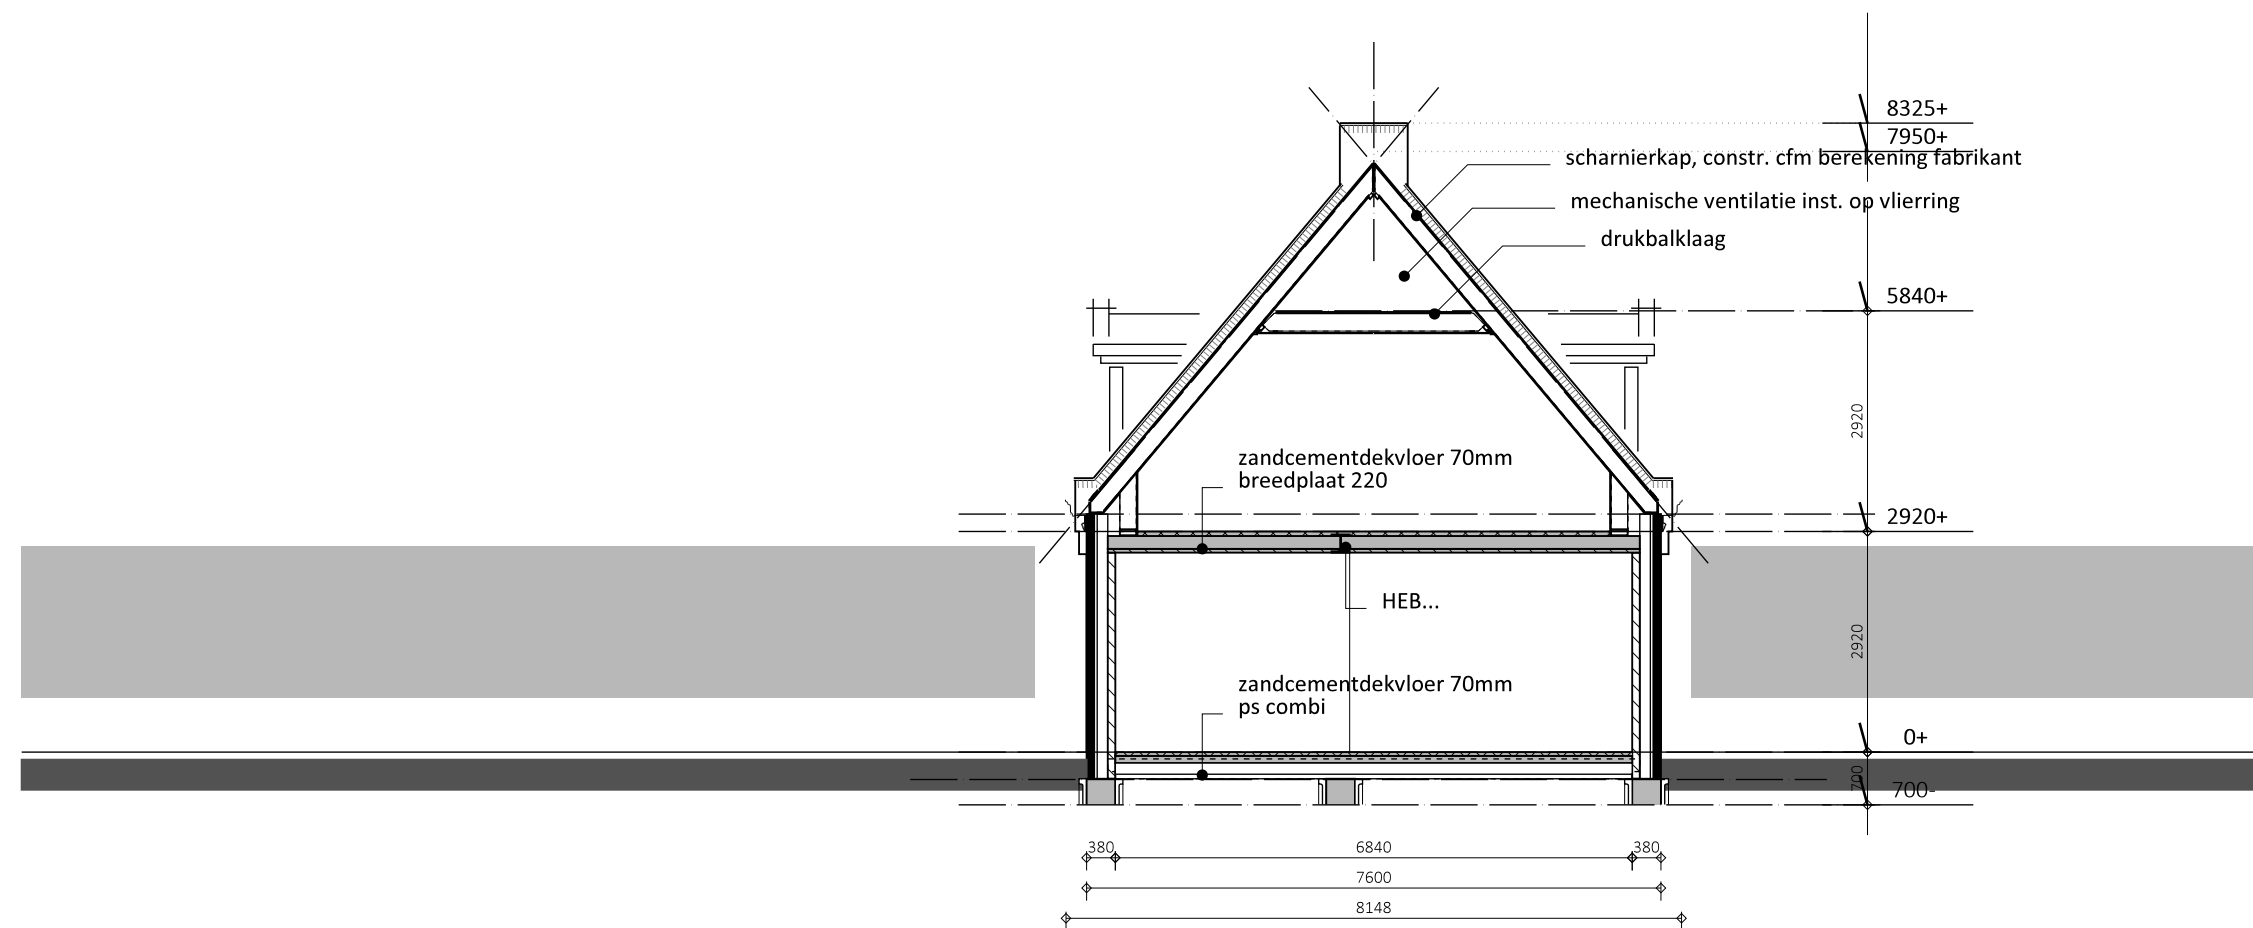 8325+
7950+
scharnierkap, constr. cfm berekening fabrikant
mechanische ventilatie inst. op vlierring
drukbalklaag
5840+
2920
zandcementdekvloer 70mm
breedplaat 220
2920+
HEB...
2920
zandcementdekvloer 70mm
ps combi
0+
700
700-
380
6840
380
7600
8148